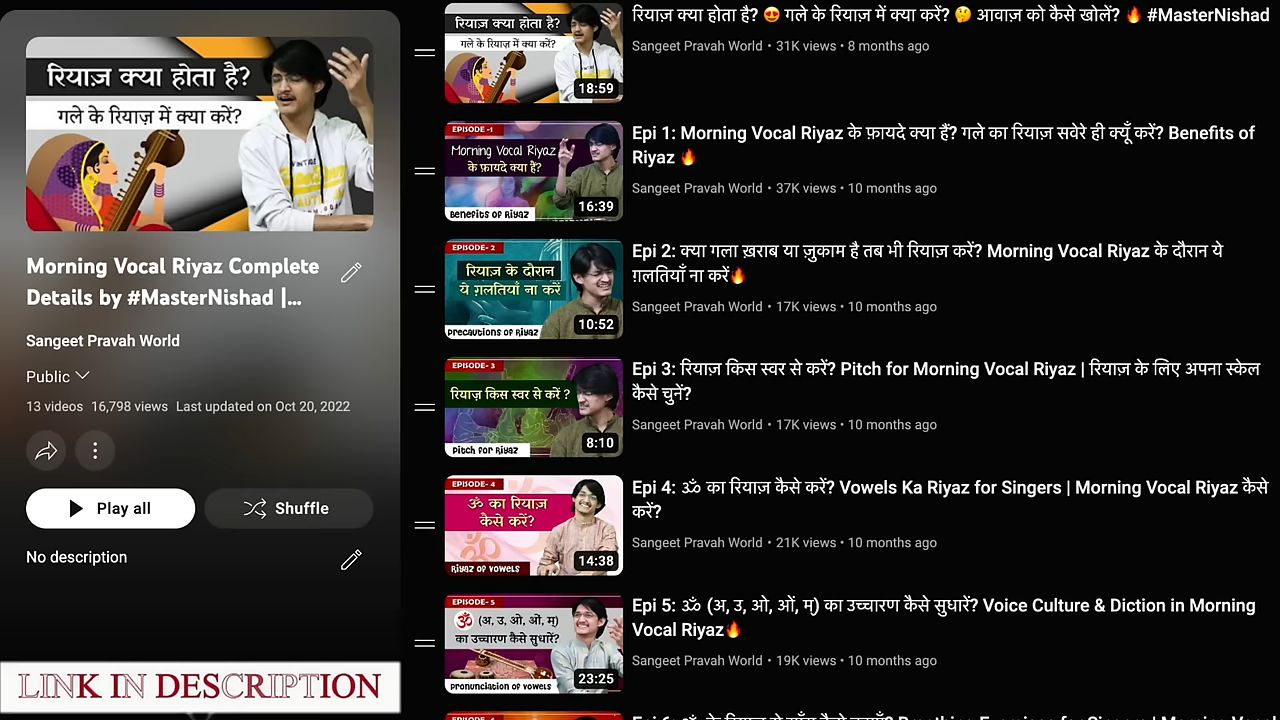 रियाज़ क्या होता है?
गले के रियाज़ में क्या करें?
Morning Vocal Riyaz Complete
Details by #MasterNishad |...
Sangeet Pravah World
Public
13 videos 16,798 views Last updated on Oct 20, 2022
Play all
Shuffle
No description
LINK IN DESCRIPTION
रियाज़ क्या होता है?
गले के रियाज़ में क्या करें?
18:59
रियाज़ क्या होता है? 😍 गले के रियाज़ में क्या करें? 🤔 आवाज़ को कैसे खोलें? 🔥 #MasterNishad
Sangeet Pravah World • 31K views • 8 months ago
EPISODE -1
Morning Vocal Riyaz
के फ़ायदे क्या हैं?
Benefits of Riyaz
16:39
Epi 1: Morning Vocal Riyaz के फ़ायदे क्या हैं? गले का रियाज़ सवेरे ही क्यूँ करें? Benefits of
Riyaz 🔥
Sangeet Pravah World • 37K views • 10 months ago
EPISODE- 2
रियाज़ के दौरान
ये ग़लतियाँ ना करें
Precautions of Riyaz
10:52
Epi 2: क्या गला ख़राब या ज़ुकाम है तब भी रियाज़ करें? Morning Vocal Riyaz के दौरान ये
ग़लतियाँ ना करें🔥
Sangeet Pravah World • 17K views • 10 months ago
EPISODE- 3
रियाज़ किस स्वर से करें ?
Pitch for Riyaz
8:10
Epi 3: रियाज़ किस स्वर से करें? Pitch for Morning Vocal Riyaz | रियाज़ के लिए अपना स्केल
कैसे चुनें?
Sangeet Pravah World • 17K views • 10 months ago
EPISODE- 4
ॐ का रियाज़
कैसे करें?
Riyaz of Vowels
14:38
Epi 4: ॐ का रियाज़ कैसे करें? Vowels Ka Riyaz for Singers | Morning Vocal Riyaz कैसे
करें?
Sangeet Pravah World • 21K views • 10 months ago
EPISODE- 5
ॐ (अ, उ, ओ, ओं, म्)
का उच्चारण कैसे सुधारें?
Pronunciation of Vowels
23:25
Epi 5: ॐ (अ, उ, ओ, ओं, म्) का उच्चारण कैसे सुधारें? Voice Culture & Diction in Morning
Vocal Riyaz🔥
Sangeet Pravah World • 19K views • 10 months ago